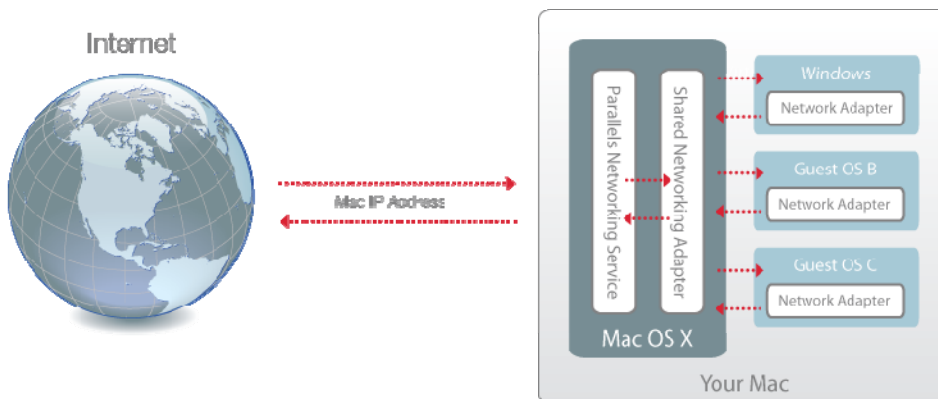 Internet
Mac IP Address
Parallels Networking Service
Shared Networking Adapter
Mac OS X
Windows
Network Adapter
Guest OS B
Network Adapter
Guest OS C
Network Adapter
Your Mac